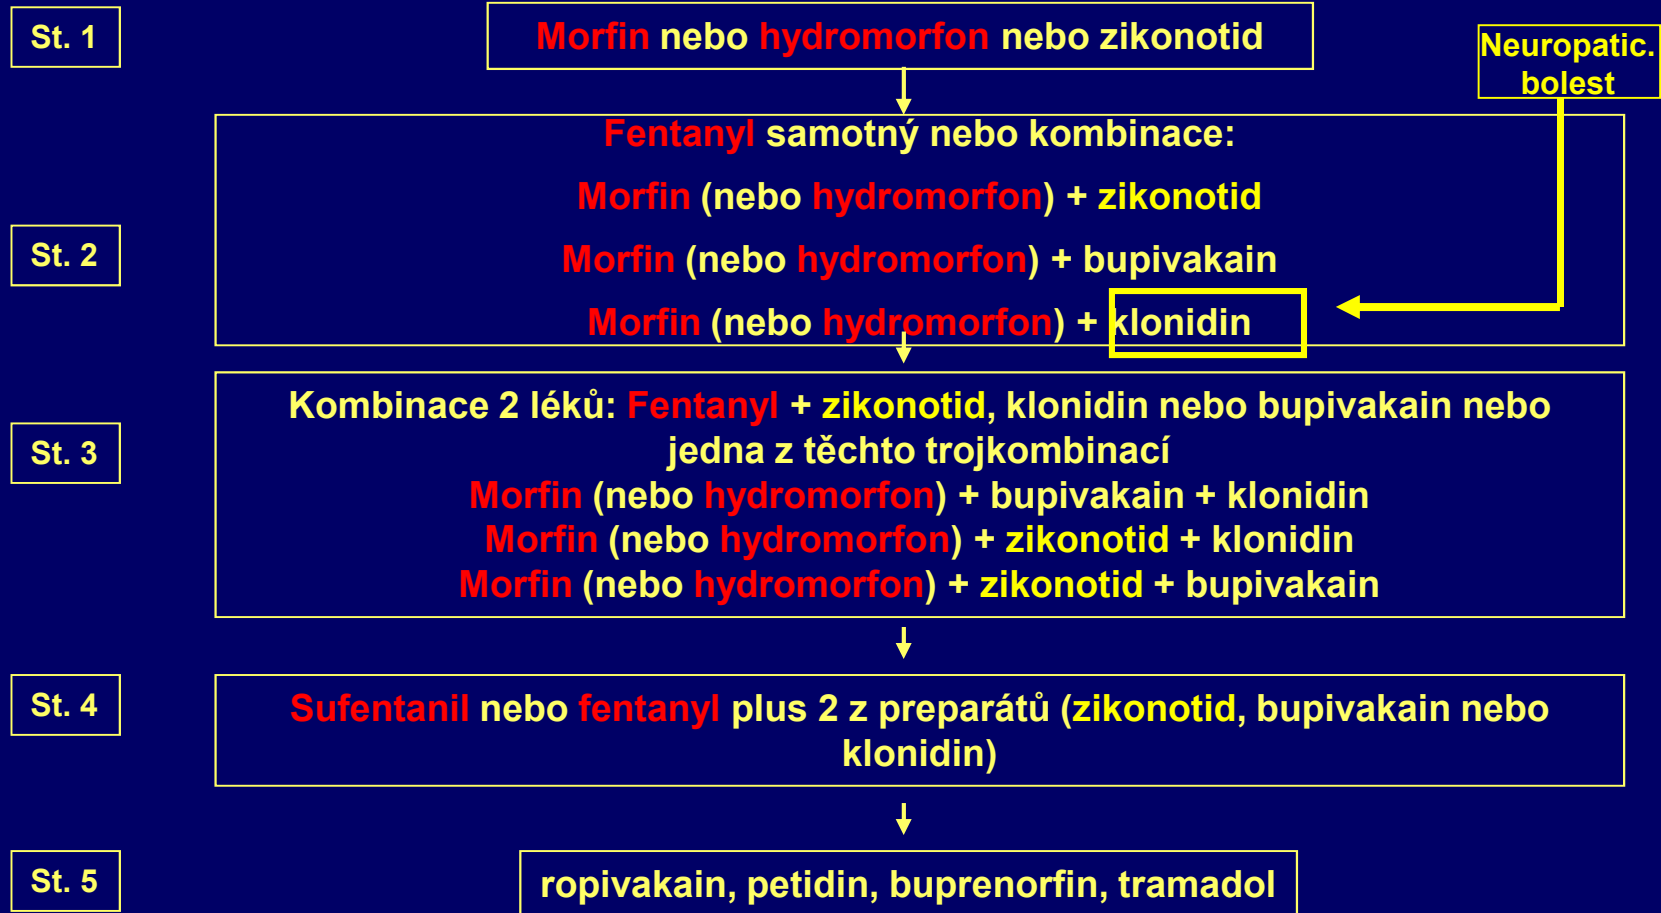 St. 1
Morfin nebo hydromorfon nebo zikonotid
Neuropatic.
bolest
Fentanyl samotný nebo kombinace:
Morfin (nebo hydromorfon) + zikonotid
St. 2
Morfin (nebo hydromorfon) + bupivakain
Morfin (nebo hydromorfon) + klonidin
Kombinace 2 léků: Fentanyl + zikonotid, klonidin nebo bupivakain nebo
jedna z těchto trojkombinací
St. 3
Morfin (nebo hydromorfon) + bupivakain + klonidin
Morfin (nebo hydromorfon) + zikonotid + klonidin
Morfin (nebo hydromorfon) + zikonotid + bupivakain
St. 4
Sufentanil nebo fentanyl plus 2 z preparátů (zikonotid, bupivakain nebo
klonidin)
St. 5
ropivakain, petidin, buprenorfin, tramadol